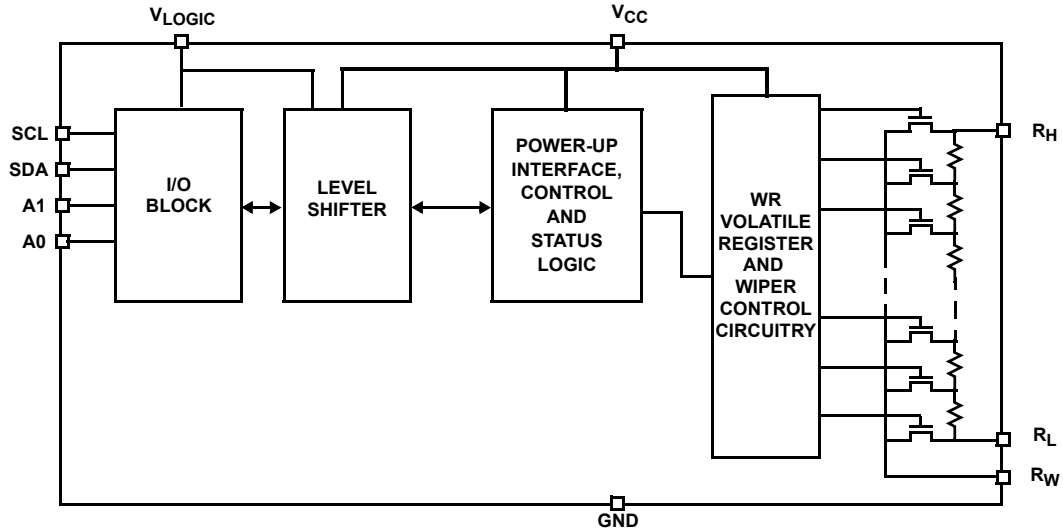 VLOGIC
VCC
SCL
SDA
A1
A0
I/O
BLOCK
LEVEL
SHIFTER
POWER-UP
INTERFACE,
CONTROL
AND
STATUS
LOGIC
WR
VOLATILE
REGISTER
AND
WIPER
CONTROL
CIRCUITRY
RH
RL
RW
GND